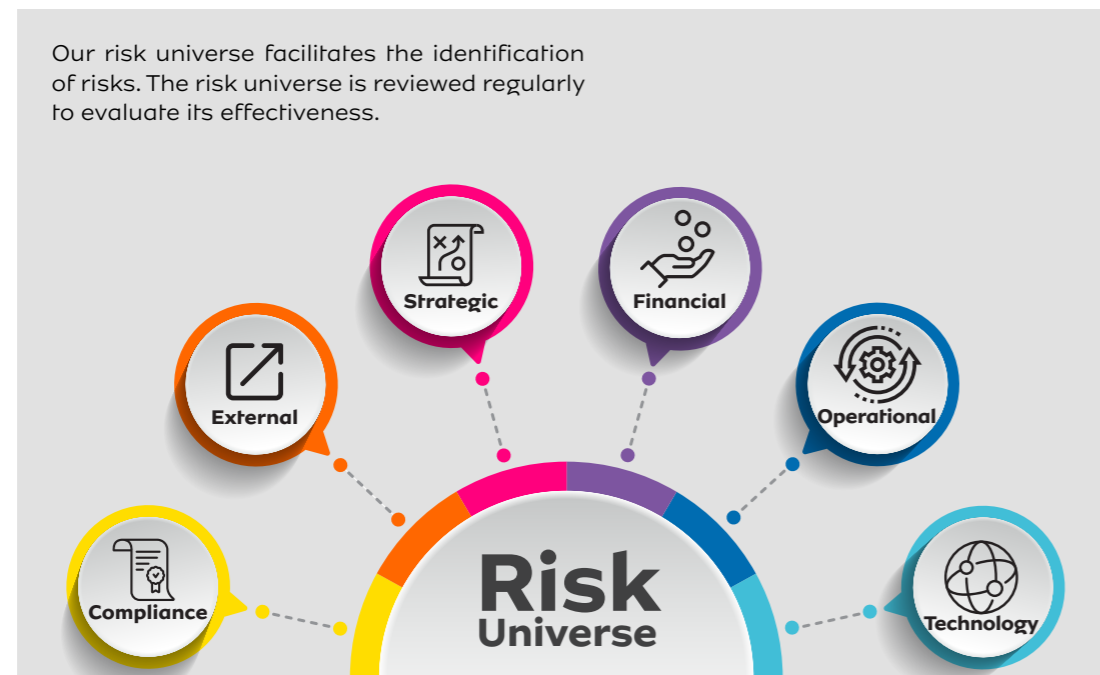 Our risk universe facilitates the identification
of risks. The risk universe is reviewed regularly
to evaluate its effectiveness.
Strategic
Financial
External
Operational
Compliance
Technology
Risk
Universe